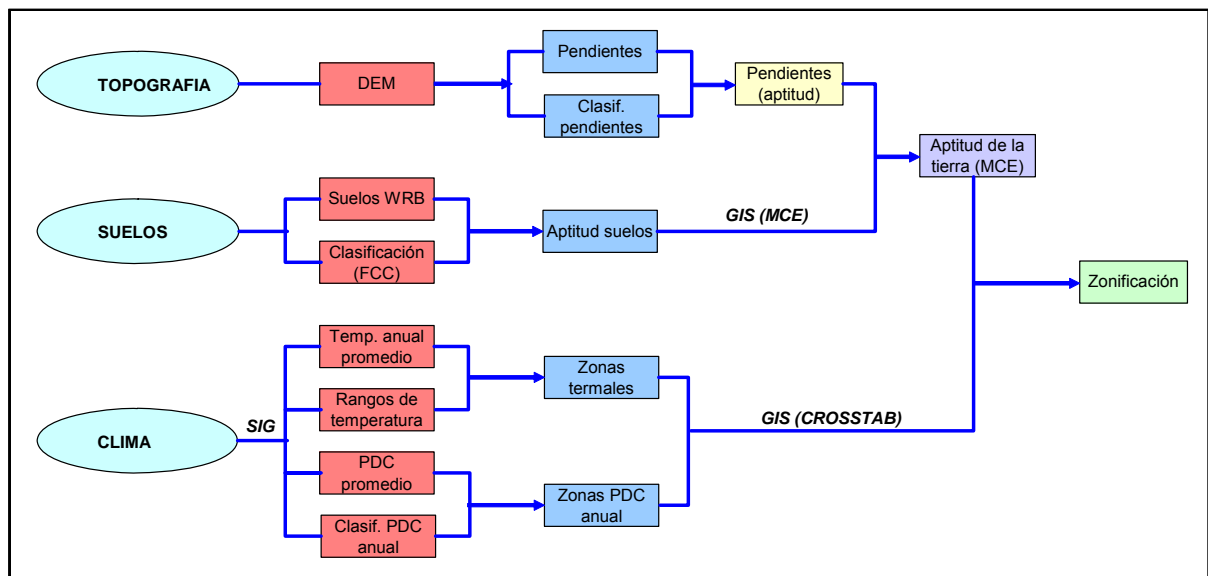 TOPOGRAFIA
DEM
Pendientes
Clasif.
pendientes
Pendientes
(aptitud)
Aptitud de la
tierra (MCE)
SUELOS
Suelos WRB
Clasificación
(FCC)
Aptitud suelos
GIS (MCE)
Zonificación
CLIMA
SIG
Temp. anual
promedio
Rangos de
temperatura
PDC
promedio
Clasif. PDC
anual
Zonas
termales
Zonas PDC
anual
GIS (CROSSTAB)